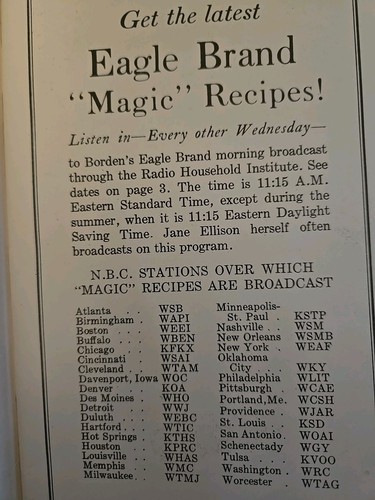 Get the latest
Eagle Brand
"Magic" Recipes!
Listen in—Every other Wednesday—
to Borden's Eagle Brand morning broadcast
through the Radio Household Institute. See
dates on page 3. The time is 11:15 A.M.
Eastern Standard Time, except during the
summer, when it is 11:15 Eastern Daylight
Saving Time. Jane Ellison herself often
broadcasts on this program.
N.B.C. STATIONS OVER WHICH
"MAGIC" RECIPES ARE BROADCAST
Atlanta . . WSB
Birmingham . WAPI
Boston . . . WEEI
Buffalo . . . WBEN
Chicago . . KFKX
Cincinnati . . WSAI
Cleveland . . WTAM
Davenport, Iowa WOC
Denver . . KOA
Des Moines . . WHO
Detroit . . WWJ
Duluth . . . WEBC
Hartford . . . WTIC
Hot Springs . . KTHS
Houston . . KPRC
Louisville . . WHAS
Memphis . . WMC
Milwaukee . . WTMJ
Minneapolis-
St. Paul . KSTP
Nashville . . WSM
New Orleans WSMB
New York . WEAF
Oklahoma
City . . WKY
Philadelphia WLIT
Pittsburgh . WCAE
Portland, Me. WCSH
Providence . WJAR
St. Louis . . KSD
San Antonio . WOAI
Schenectady WGY
Tulsa . . KVOO
Washington . WRC
Worcester . WTAG